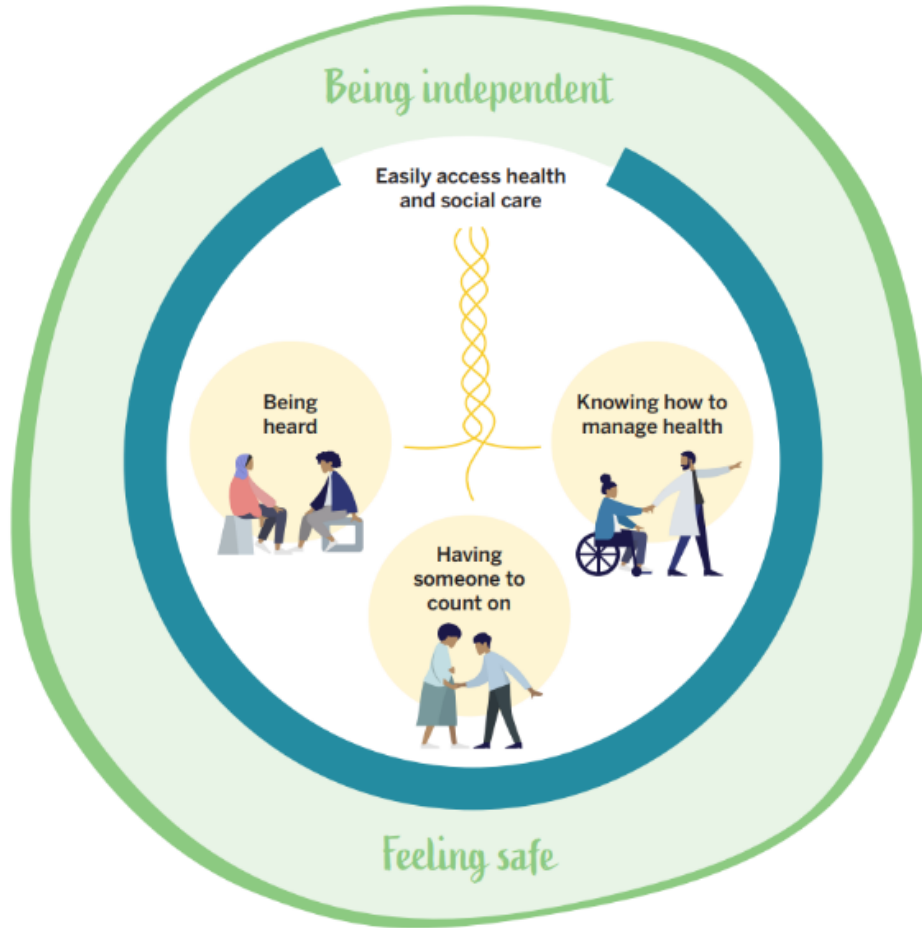 Being independent
Easily access health
and social care
Being
heard
Knowing how to
manage health
Having
someone to
count on
Feeling safe